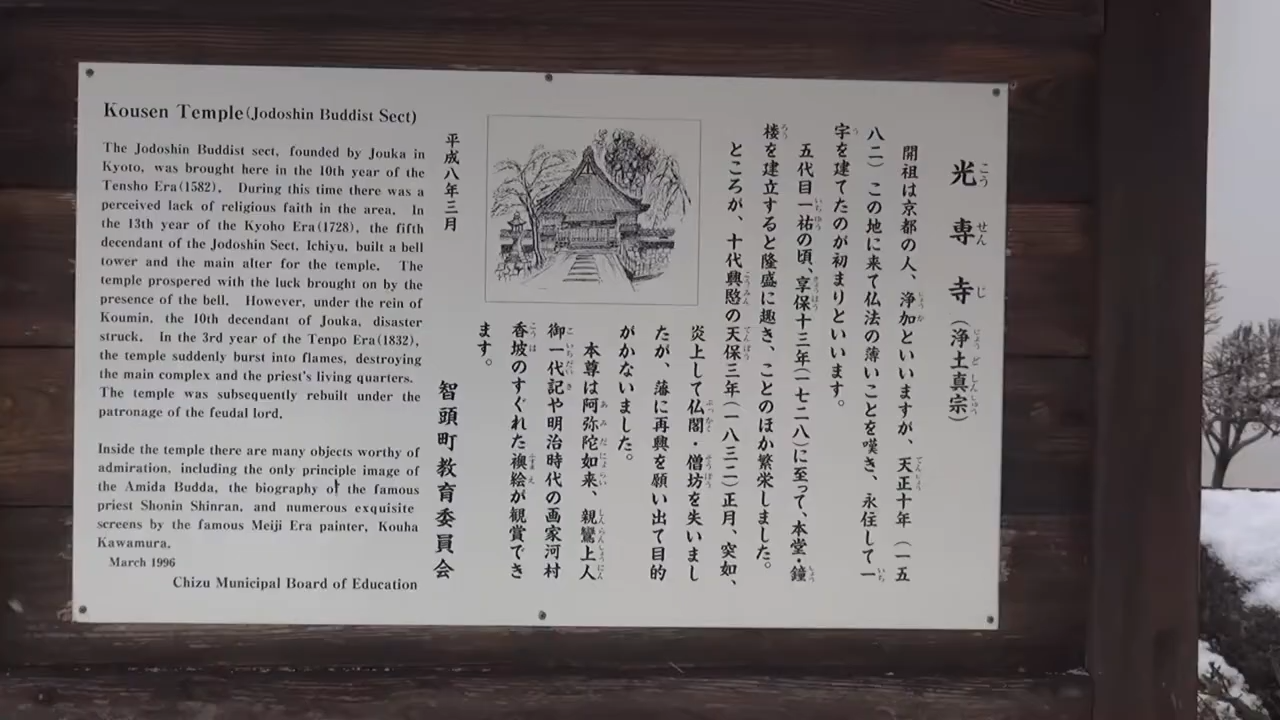 Kousen Temple(Jodoshin Buddist Sect)
The Jodoshin Buddist sect, founded by Jouka in
Kyoto, was brought here in the 10th year of the
Tensho Era(1582). During this time there was a
perceived lack of religious faith in the area. In
the 13th year of the Kyoho Era(1728), the fifth
decendant of the Jodoshin Sect, Ichiyu, built a bell
tower and the main alter for the temple. The
temple prospered with the luck brought on by the
presence of the bell. However, under the rein of
Koumin, the 10th decendant of Jouka, disaster
struck. In the 3rd year of the Tenpo Era(1832),
the temple suddenly burst into flames, destroying
the main complex and the priest's living quarters.
The temple was subsequently rebuilt under the
patronage of the feudal lord.
Inside the temple there are many objects worthy of
admiration, including the only principle image of
the Amida Budda, the biography of the famous
priest Shonin Shinran, and numerous exquisite
screens by the famous Meiji Era painter, Kouha
Kawamura.
March 1996
Chizu Municipal Board of Education
光専寺(浄土真宗)
開祖は京都の人、浄加といいますが、天正十年(一五
八二)この地に来て仏法の薄いことを嘆き、永住して一
宇を建てたのが初まりといいます。
五代目一祐の頃、享保十三年(一七二八)に至って、本堂・鐘
楼を建立すると隆盛に趣き、ことのほか繁栄しました。
ところが、十代興愍の天保三年(一八三二)正月、突如、
炎上して仏閣・僧坊を失いまし
たが、藩に再興を願い出て目的
がかないました。
本尊は阿弥陀如来、親鸞上人
御一代記や明治時代の画家河村
香坡のすぐれた襖絵が観賞でき
ます。
平成八年三月
智頭町教育委員会